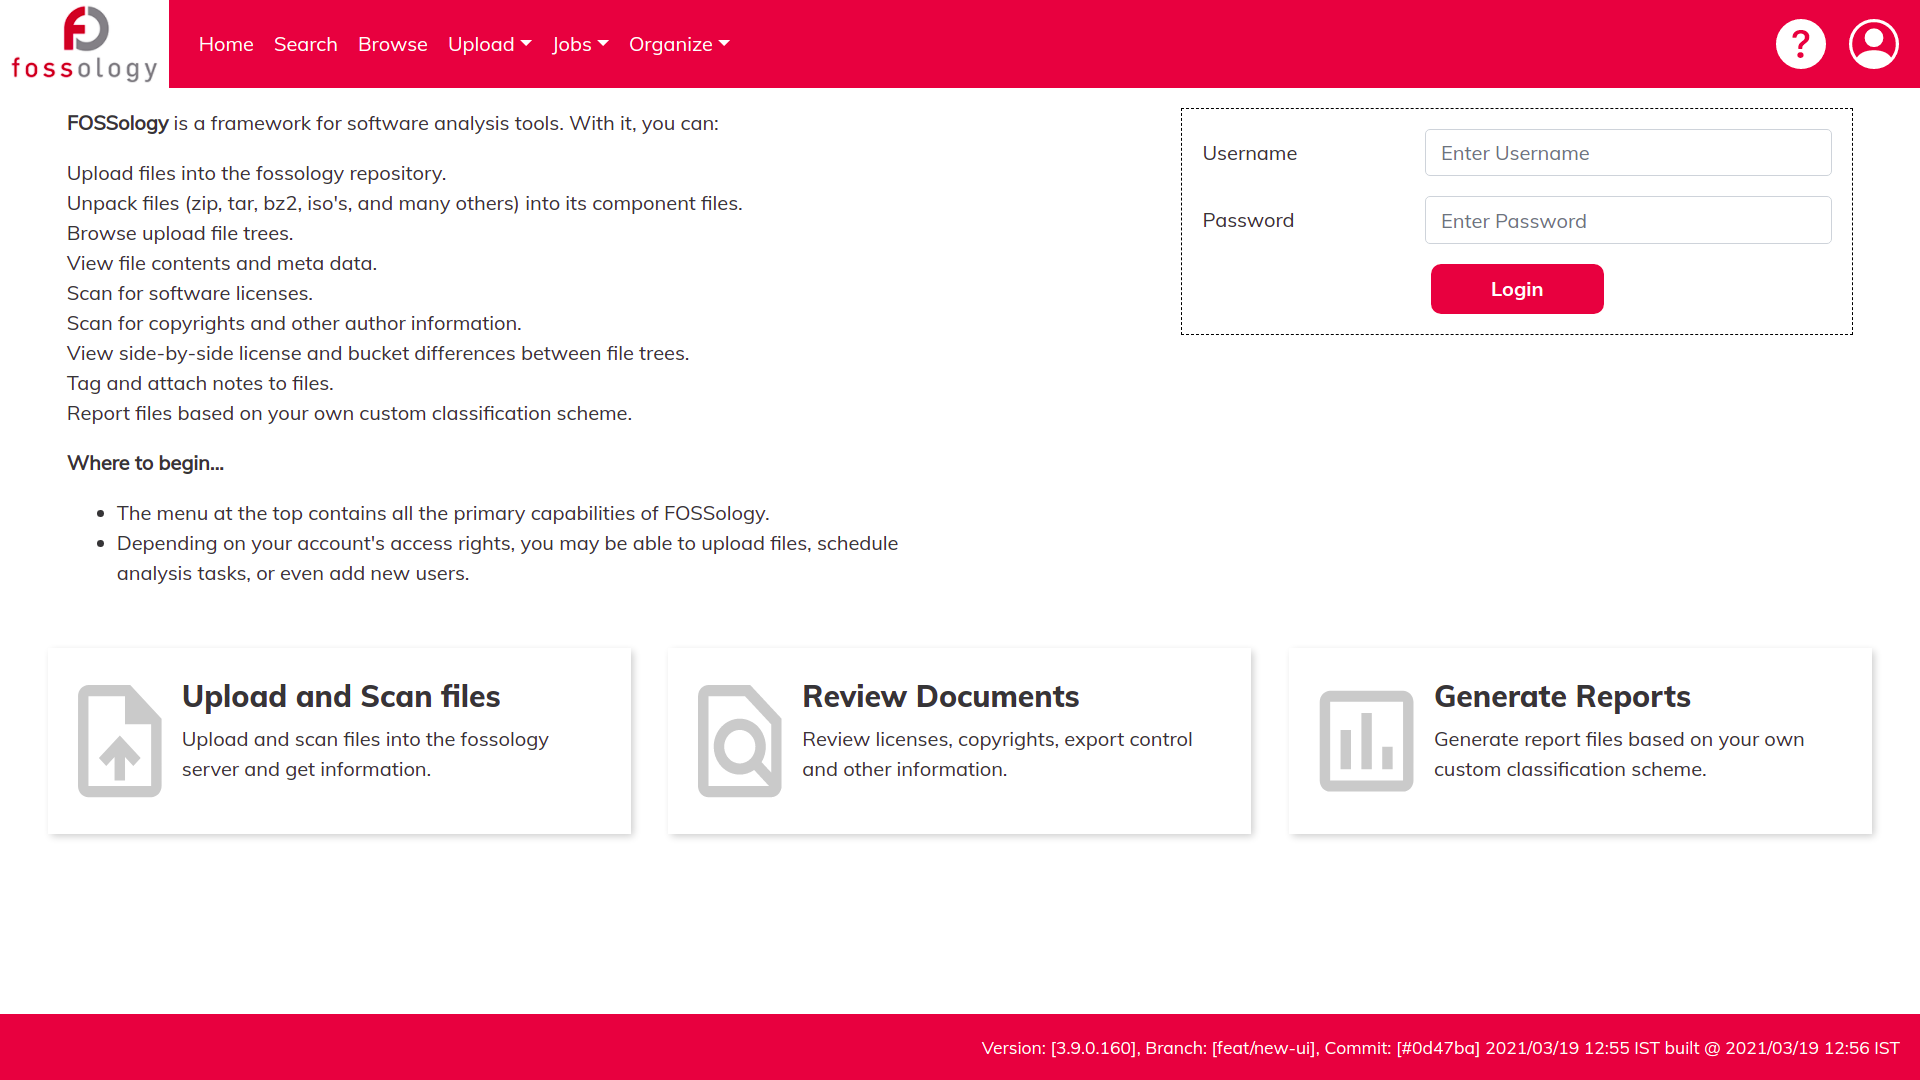 fossology
Home Search Browse Upload Jobs Organize
?
FOSSology is a framework for software analysis tools. With it, you can:
Upload files into the fossology repository.
Unpack files (zip, tar, bz2, iso's, and many others) into its component files.
Browse upload file trees.
View file contents and meta data.
Scan for software licenses.
Scan for copyrights and other author information.
View side-by-side license and bucket differences between file trees.
Tag and attach notes to files.
Report files based on your own custom classification scheme.
Where to begin...
• The menu at the top contains all the primary capabilities of FOSSology.
• Depending on your account's access rights, you may be able to upload files, schedule
analysis tasks, or even add new users.
Username
Enter Username
Password
Enter Password
Login
Upload and Scan files
Upload and scan files into the fossology
server and get information.
Review Documents
Review licenses, copyrights, export control
and other information.
Generate Reports
Generate report files based on your own
custom classification scheme.
Version: [3.9.0.160], Branch: [feat/new-ui], Commit: [#0d47ba] 2021/03/19 12:55 IST built @ 2021/03/19 12:56 IST